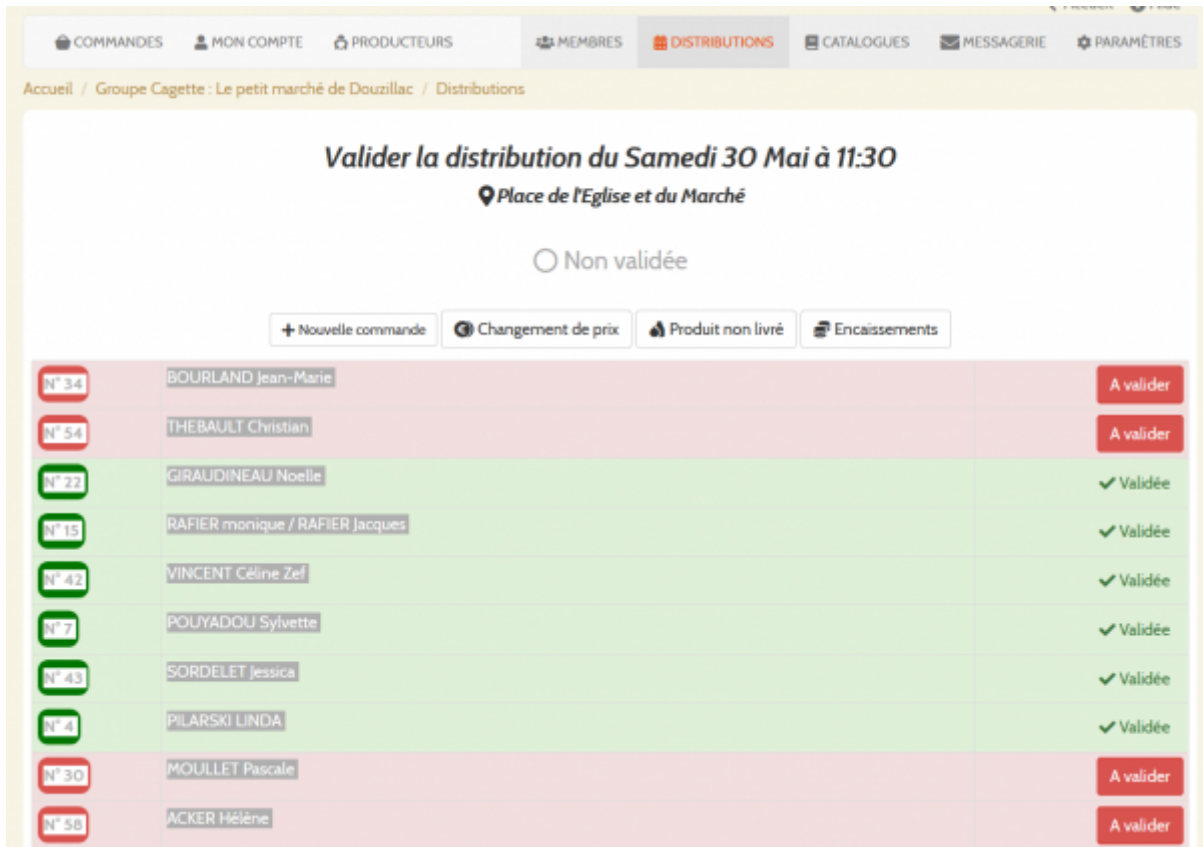 COMMANDES MON COMPTE PRODUCTEURS MEMBRES DISTRIBUTIONS CATALOGUES MESSAGERIE PARAMÈTRES
Accueil / Groupe Cagette : Le petit marché de Douzillac / Distributions
Valider la distribution du Samedi 30 Mai à 11:30
Place de l'Eglise et du Marché
Non validée
Nouvelle commande Changement de prix Produit non livré Encaissements
N° 34 BOURLAND Jean-Marie A valider
N° 54 THEBAULT Christian A valider
N° 22 GIRAUDINEAU Noelle Validée
N° 15 RAFIER monique / RAFIER Jacques Validée
N° 42 VINCENT Céline Zef Validée
N° 7 POUYADOU Sylvette Validée
N° 43 SORDELET Jessica Validée
N° 4 PILARSKI LINDA Validée
N° 30 MOULLET Pascale A valider
N° 58 ACKER Hélène A valider